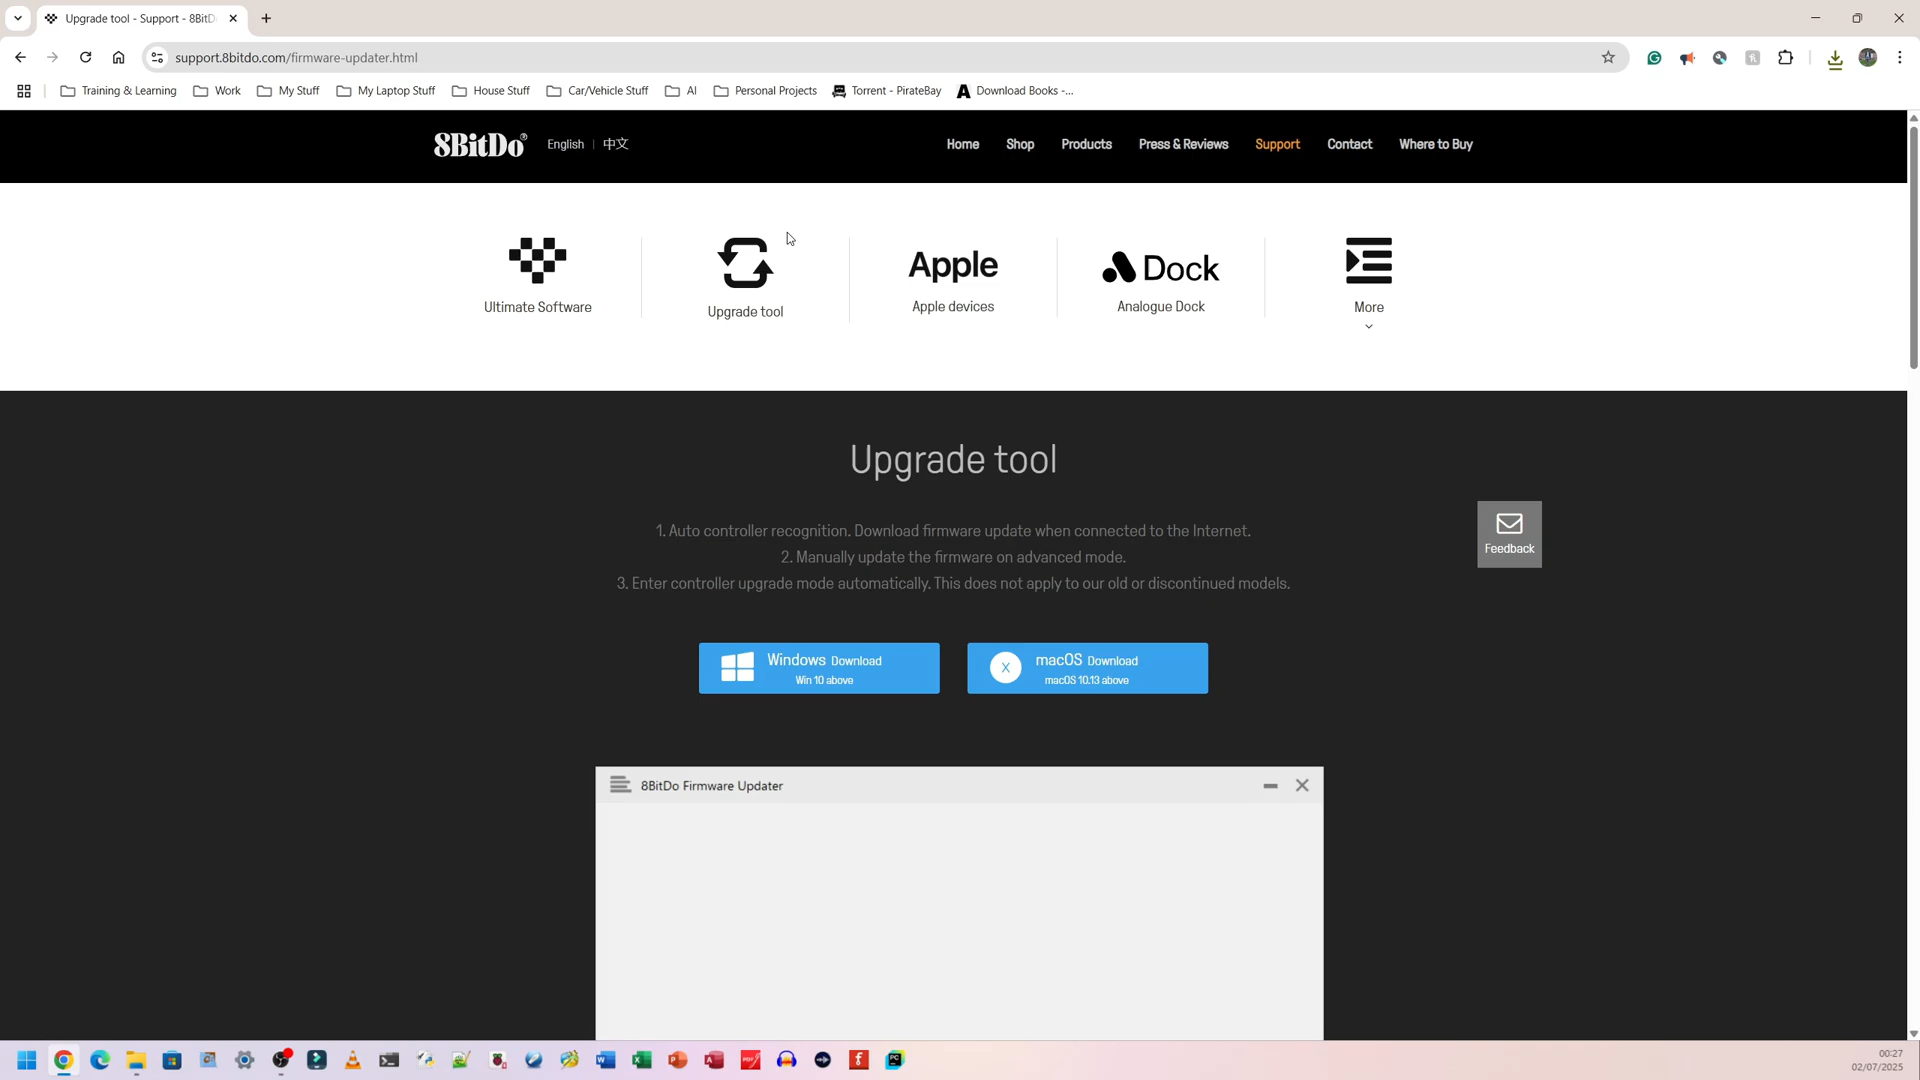 Upgrade tool - Support - 8BitD
support.8bitdo.com/firmware-updater.html
Training & Learning
Work
My Stuff
My Laptop Stuff
House Stuff
Car/Vehicle Stuff
AI
Personal Projects
Torrent - PirateBay
Download Books -...
8BitDo®
English | 中文
Home
Shop
Products
Press & Reviews
Support
Contact
Where to Buy
Ultimate Software
Upgrade tool
Apple
Apple devices
Dock
Analogue Dock
More
Upgrade tool
1. Auto controller recognition. Download firmware update when connected to the Internet.
2. Manually update the firmware on advanced mode.
3. Enter controller upgrade mode automatically. This does not apply to our old or discontinued models.
Feedback
Windows Download
Win 10 above
X
macOS Download
macOS 10.13 above
8BitDo Firmware Updater
00:27
02/07/2025